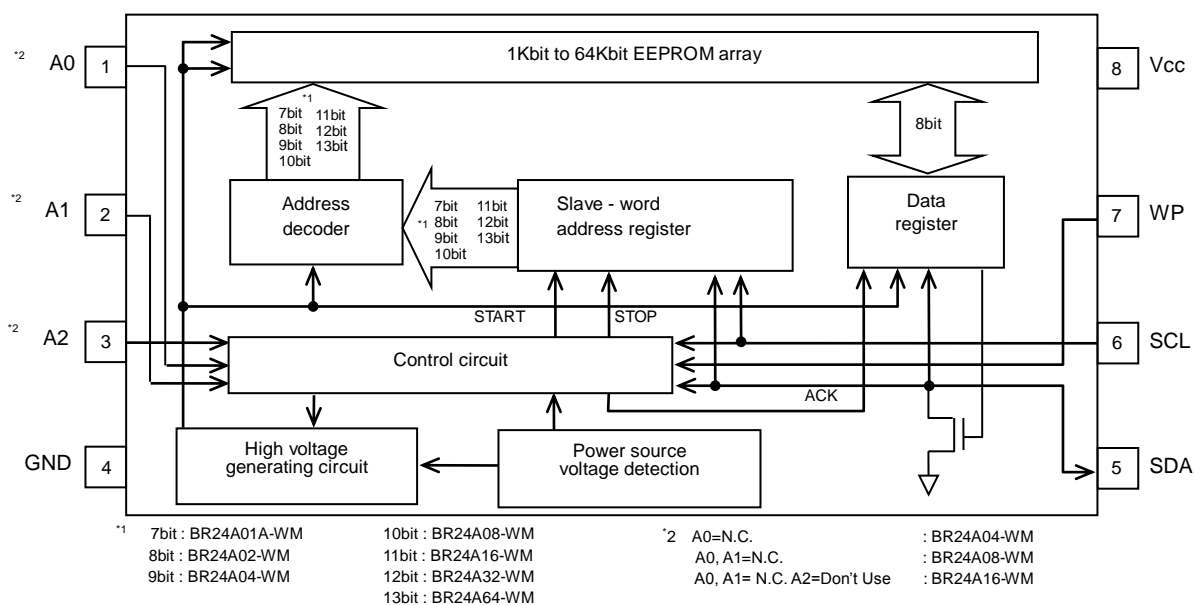 1Kbit to 64Kbit EEPROM array
*2 A0 1
8 Vcc
*1
7bit 11bit
8bit 12bit
9bit 13bit
10bit
8bit
*2 A1 2
Address
decoder
*1
7bit 11bit
8bit 12bit
9bit 13bit
10bit
Slave - word
address register
Data
register
7 WP
START STOP
*2 A2 3
Control circuit
6 SCL
ACK
GND 4
High voltage
generating circuit
Power source
voltage detection
5 SDA
*1 7bit : BR24A01A-WM
8bit : BR24A02-WM
9bit : BR24A04-WM
10bit : BR24A08-WM
11bit : BR24A16-WM
12bit : BR24A32-WM
13bit : BR24A64-WM
*2 A0=N.C. : BR24A04-WM
A0, A1=N.C. : BR24A08-WM
A0, A1= N.C. A2=Don't Use : BR24A16-WM